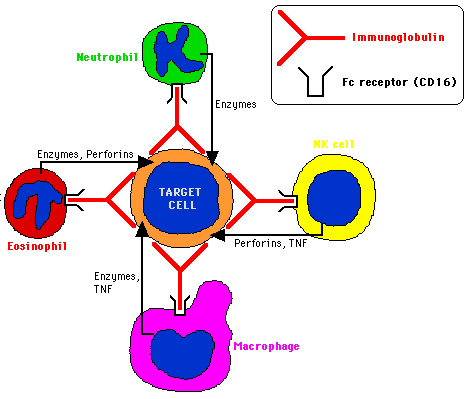 Neutrophil
Immunoglobulin
Fc receptor (CD16)
Enzymes
NK cell
Enzymes, Perforins
TARGET
CELL
Eosinophil
Perforins, TNF
Enzymes,
TNF
Macrophage